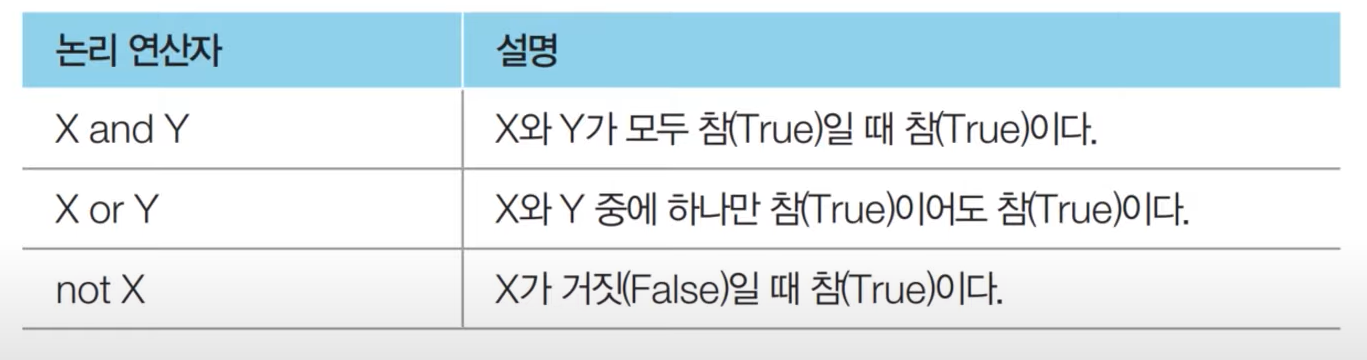 논리 연산자 설명
X and Y X와 Y가 모두 참(True)일 때 참(True)이다.
X or Y X와 Y 중에 하나만 참(True)이어도 참(True)이다.
not X X가 거짓(False)일 때 참(True)이다.